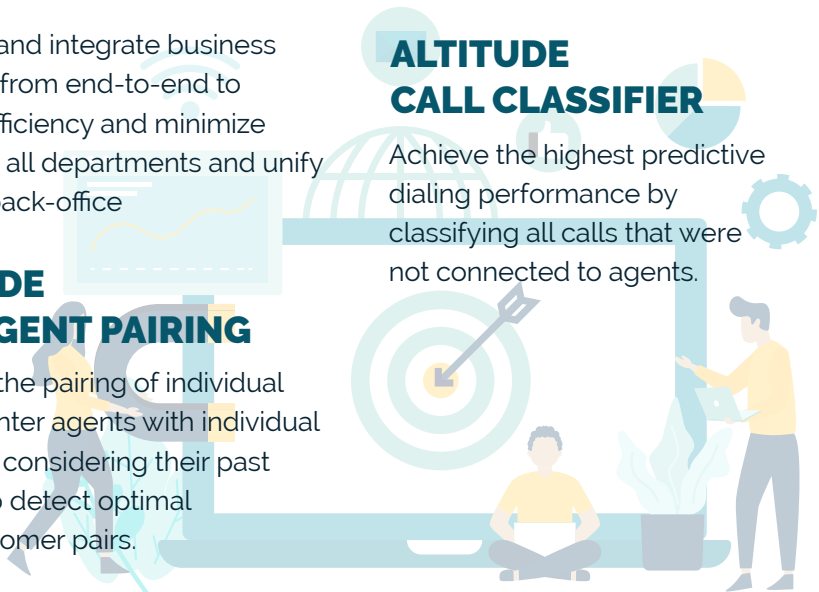 and integrate business
from end-to-end to
fficiency and minimize
all departments and unify
ack-office
DE
GENT PAIRING
the pairing of individual
nter agents with individual
considering their past
o detect optimal
omer pairs.
ALTITUDE
CALL CLASSIFIER
Achieve the highest predictive
dialing performance by
classifying all calls that were
not connected to agents.